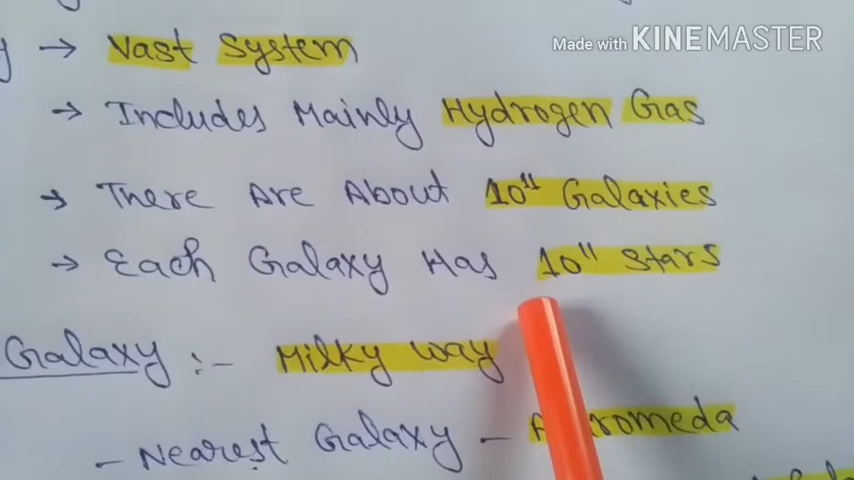 → Vast System
→ Includes Mainly Hydrogen Gas
→ There Are About 10¹¹ Galaxies
→ Each Galaxy Has 10¹¹ Stars
Galaxy :- Milky Way
- Nearest Galaxy -
Made with KINEMASTER